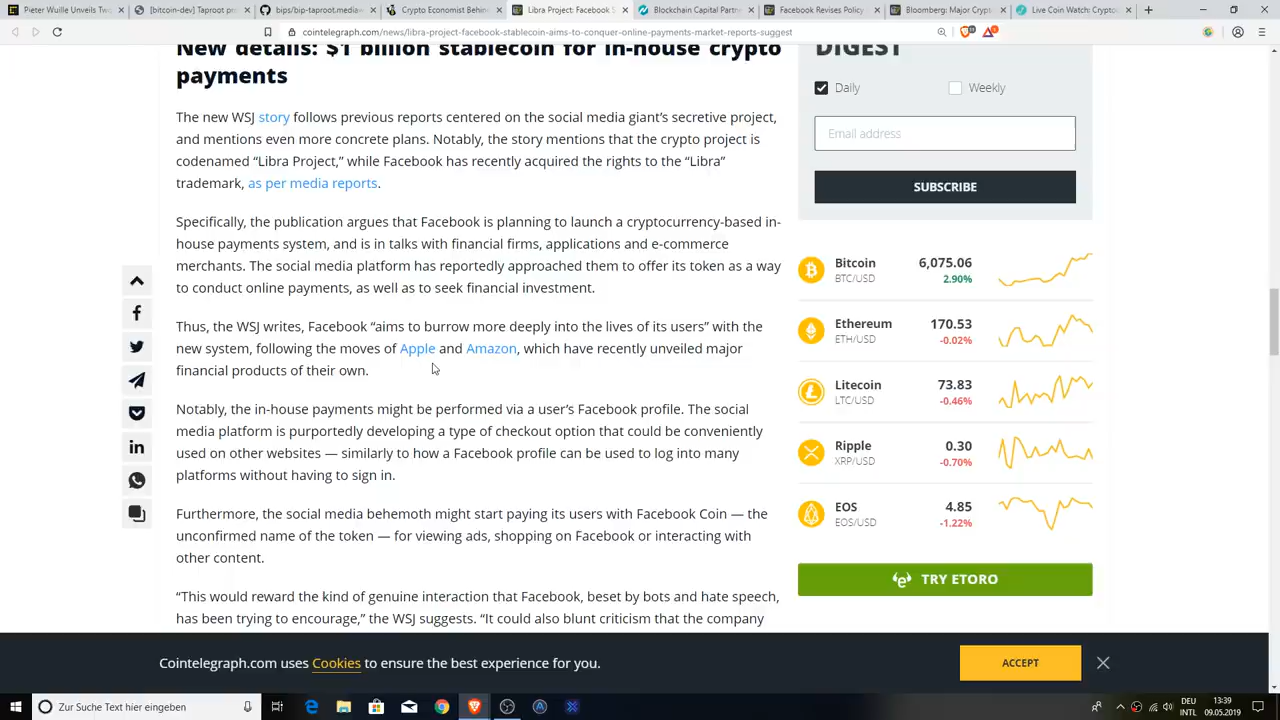 Pieter Wuille Unveils Two
[bitcoin-dev] Taproot pr
bips/bip-taproot.media
Crypto Economist Behin
Libra Project: Facebook S
Blockchain Capital Partne
Facebook Revises Policy
Bloomberg: Major Crypt
Live Coin Watch: Crypto
cointelegraph.com/news/libra-project-facebook-stablecoin-aims-to-conquer-online-payments-market-reports-suggest
New details: $1 billion stablecoin for in-house crypto
payments
The new WSJ story follows previous reports centered on the social media giant's secretive project,
and mentions even more concrete plans. Notably, the story mentions that the crypto project is
codenamed “Libra Project,” while Facebook has recently acquired the rights to the “Libra”
trademark, as per media reports.
Specifically, the publication argues that Facebook is planning to launch a cryptocurrency-based in-
house payments system, and is in talks with financial firms, applications and e-commerce
merchants. The social media platform has reportedly approached them to offer its token as a way
to conduct online payments, as well as to seek financial investment.
Thus, the WSJ writes, Facebook “aims to burrow more deeply into the lives of its users” with the
new system, following the moves of Apple and Amazon, which have recently unveiled major
financial products of their own.
Notably, the in-house payments might be performed via a user's Facebook profile. The social
media platform is purportedly developing a type of checkout option that could be conveniently
used on other websites — similarly to how a Facebook profile can be used to log into many
platforms without having to sign in.
Furthermore, the social media behemoth might start paying its users with Facebook Coin — the
unconfirmed name of the token — for viewing ads, shopping on Facebook or interacting with
other content.
“This would reward the kind of genuine interaction that Facebook, beset by bots and hate speech,
has been trying to encourage,” the WSJ suggests. “It could also blunt criticism that the company
DIGEST
Daily
Weekly
Email address
SUBSCRIBE
Bitcoin 6,075.06
BTC/USD 2.90%
Ethereum 170.53
ETH/USD -0.02%
Litecoin 73.83
LTC/USD -0.46%
Ripple 0.30
XRP/USD -0.70%
EOS 4.85
EOS/USD -1.22%
TRY ETORO
Cointelegraph.com uses Cookies to ensure the best experience for you.
ACCEPT
Zur Suche Text hier eingeben
DEU 13:39
INTL 09.05.2019